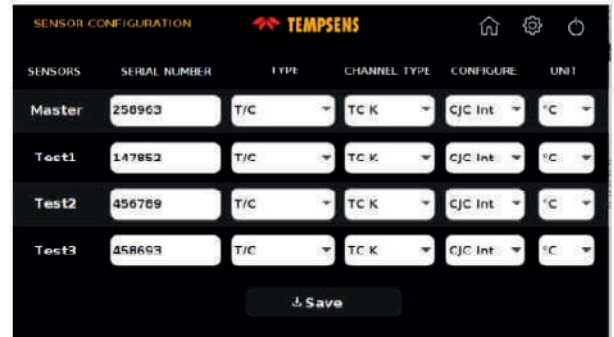 SENSOR CONFIGURATION TEMPSENS
SENSORS SERIAL NUMBER TYPE CHANNEL TYPE CONFIGURE UNIT
Master 258963 T/C TC K CJC Int °C
Test1 147852 T/C TC K CJC Int °C
Test2 456789 T/C TC K CJC Int °C
Test3 458693 T/C TC K CJC Int °C
Save